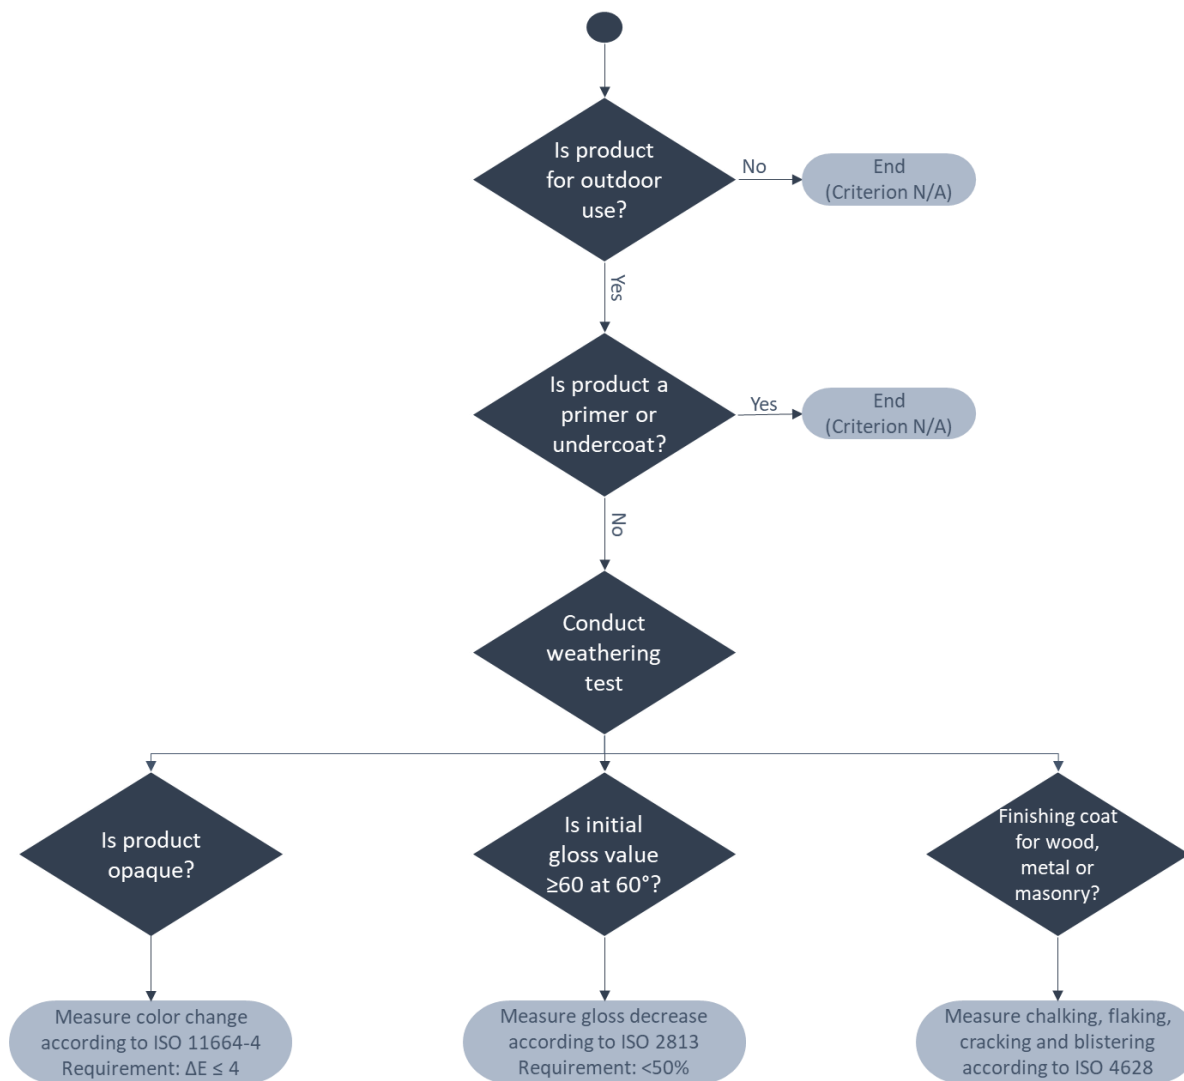 Is product
for outdoor
use?
No
End
(Criterion N/A)
Yes
Is product a
primer or
undercoat?
Yes
End
(Criterion N/A)
No
Conduct
weathering
test
Is product
opaque?
Is initial
gloss value
≥60 at 60°?
Finishing coat
for wood,
metal or
masonry?
Measure color change
according to ISO 11664-4
Requirement: ΔE ≤ 4
Measure gloss decrease
according to ISO 2813
Requirement: <50%
Measure chalking, flaking,
cracking and blistering
according to ISO 4628